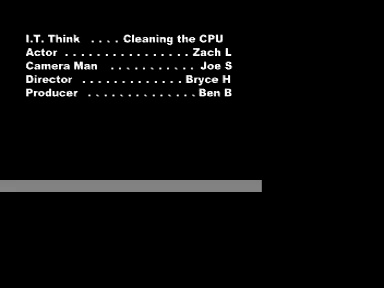 I.T. Think . . . . Cleaning the CPU
Actor . . . . . . . . . . . . . . . . Zach L
Camera Man . . . . . . . . . . . Joe S
Director . . . . . . . . . . . . . Bryce H
Producer . . . . . . . . . . . . . . Ben B